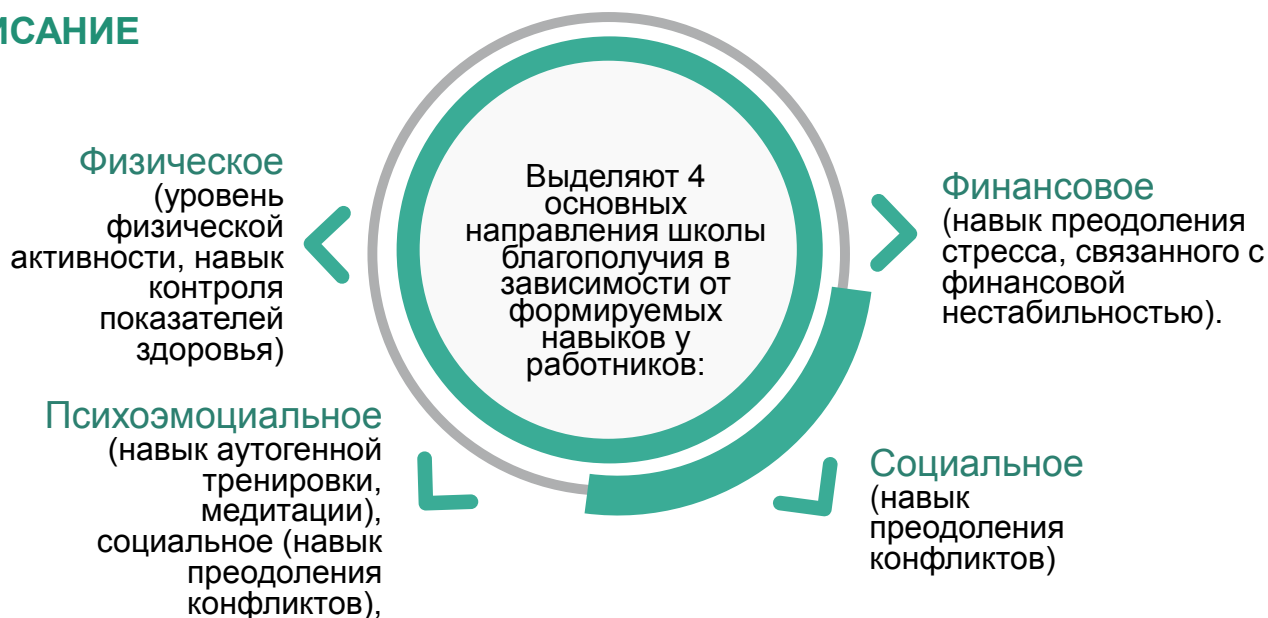 ИСАНИЕ
Выделяют 4
основных
направления школы
благополучия в
зависимости от
формируемых
навыков у
работников:
Физическое
(уровень
физической
активности, навык
контроля
показателей
здоровья)
Психоэмоциальное
(навык аутогенной
тренировки,
медитации),
социальное (навык
преодоления
конфликтов),
Финансовое
(навык преодоления
стресса, связанного с
финансовой
нестабильностью).
Социальное
(навык
преодоления
конфликтов)